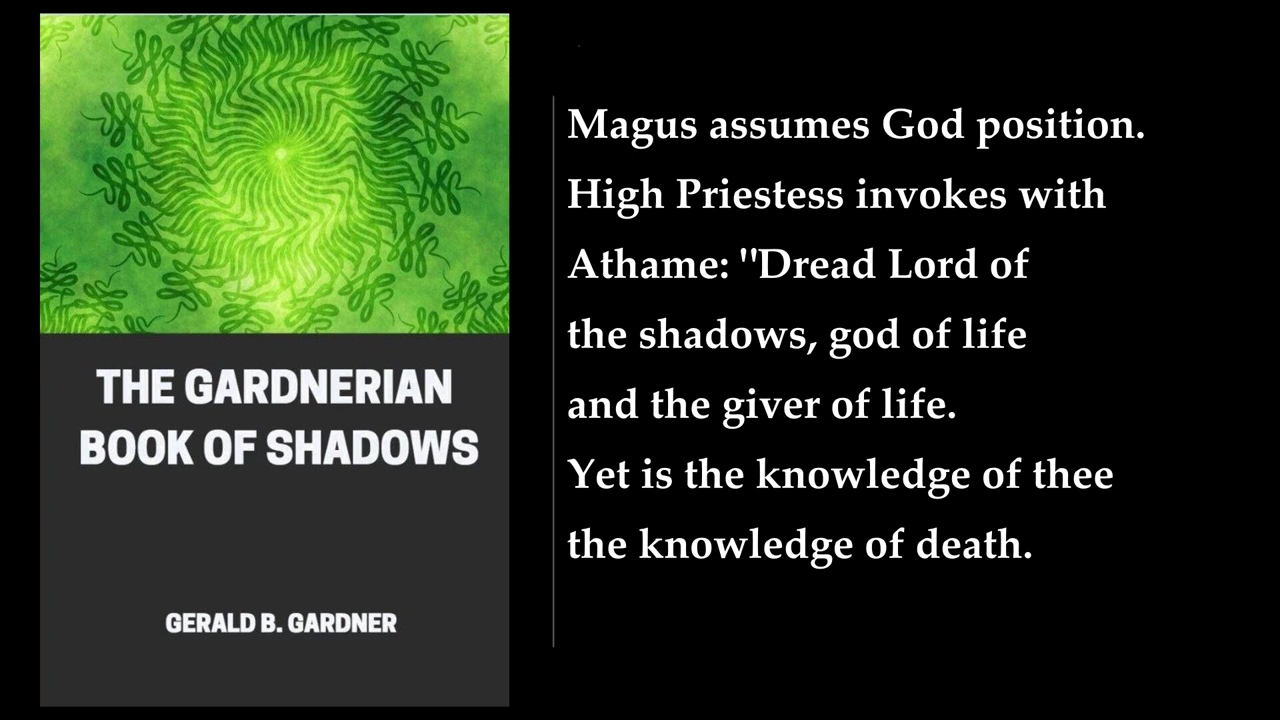 THE GARDNERIAN
BOOK OF SHADOWS
GERALD B. GARDNER
Magus assumes God position.
High Priestess invokes with
Athame: "Dread Lord of
the shadows, god of life
and the giver of life.
Yet is the knowledge of thee
the knowledge of death.